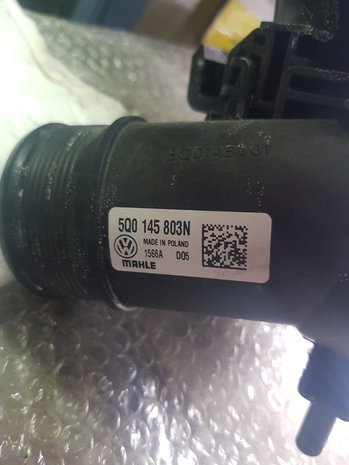 5Q0 145 803N
MADE IN POLAND
1566A D05
MAHLE